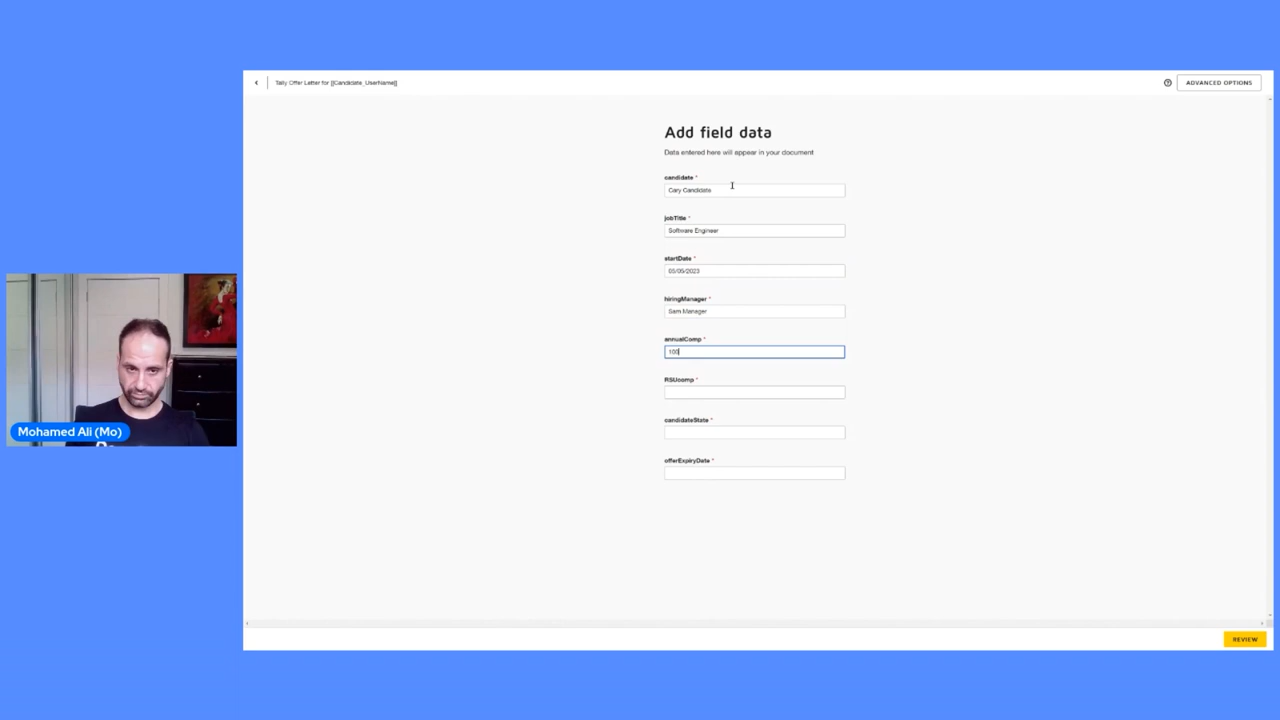 Tally Offer Letter for [[Candidate_UserName]]
ADVANCED OPTIONS
Add field data
Data entered here will appear in your document
candidate *
Cary Candidate
jobTitle *
Software Engineer
startDate *
05/09/2023
hiringManager *
Sam Manager
annualComp *
100
RSUcomp *
candidateState *
offerExpiryDate *
Mohamed Ali (Mo)
REVIEW